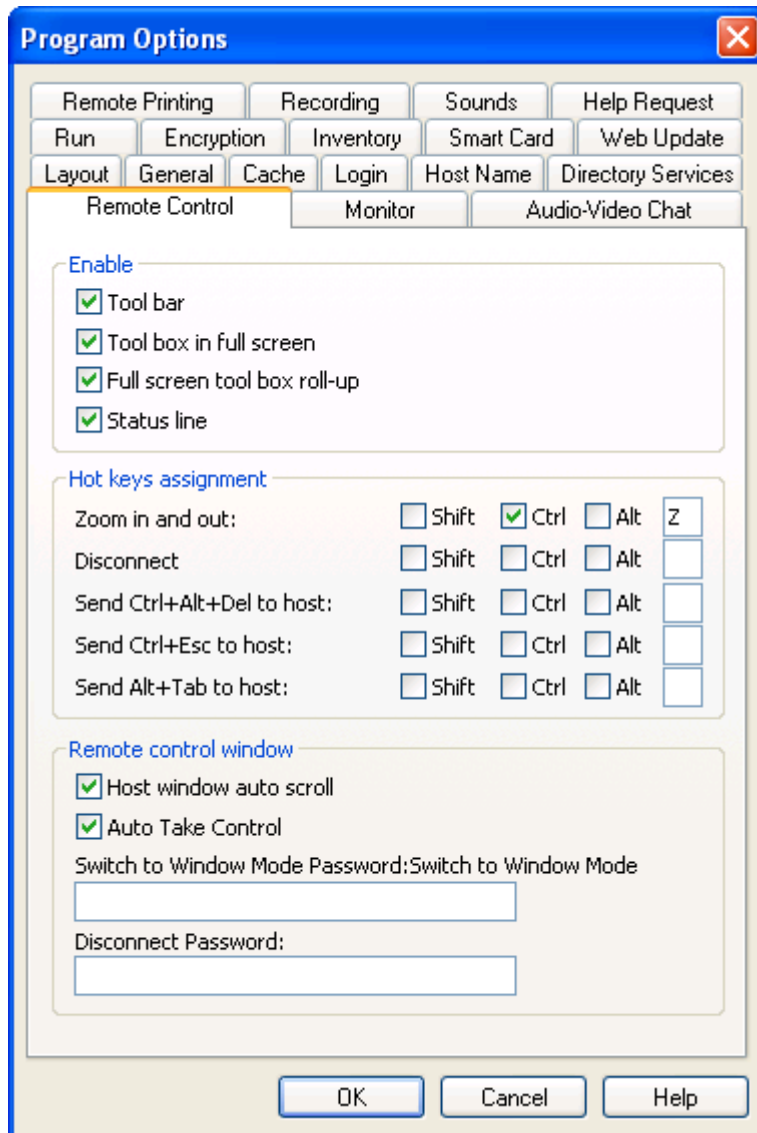 Program Options
Remote Printing Recording Sounds Help Request
Run Encryption Inventory Smart Card Web Update
Layout General Cache Login Host Name Directory Services
Remote Control Monitor Audio-Video Chat
Enable
Tool bar
Tool box in full screen
Full screen tool box roll-up
Status line
Hot keys assignment
Zoom in and out: Shift Ctrl Alt Z
Disconnect Shift Ctrl Alt
Send Ctrl+Alt+Del to host: Shift Ctrl Alt
Send Ctrl+Esc to host: Shift Ctrl Alt
Send Alt+Tab to host: Shift Ctrl Alt
Remote control window
Host window auto scroll
Auto Take Control
Switch to Window Mode Password:Switch to Window Mode
Disconnect Password:
OK Cancel Help